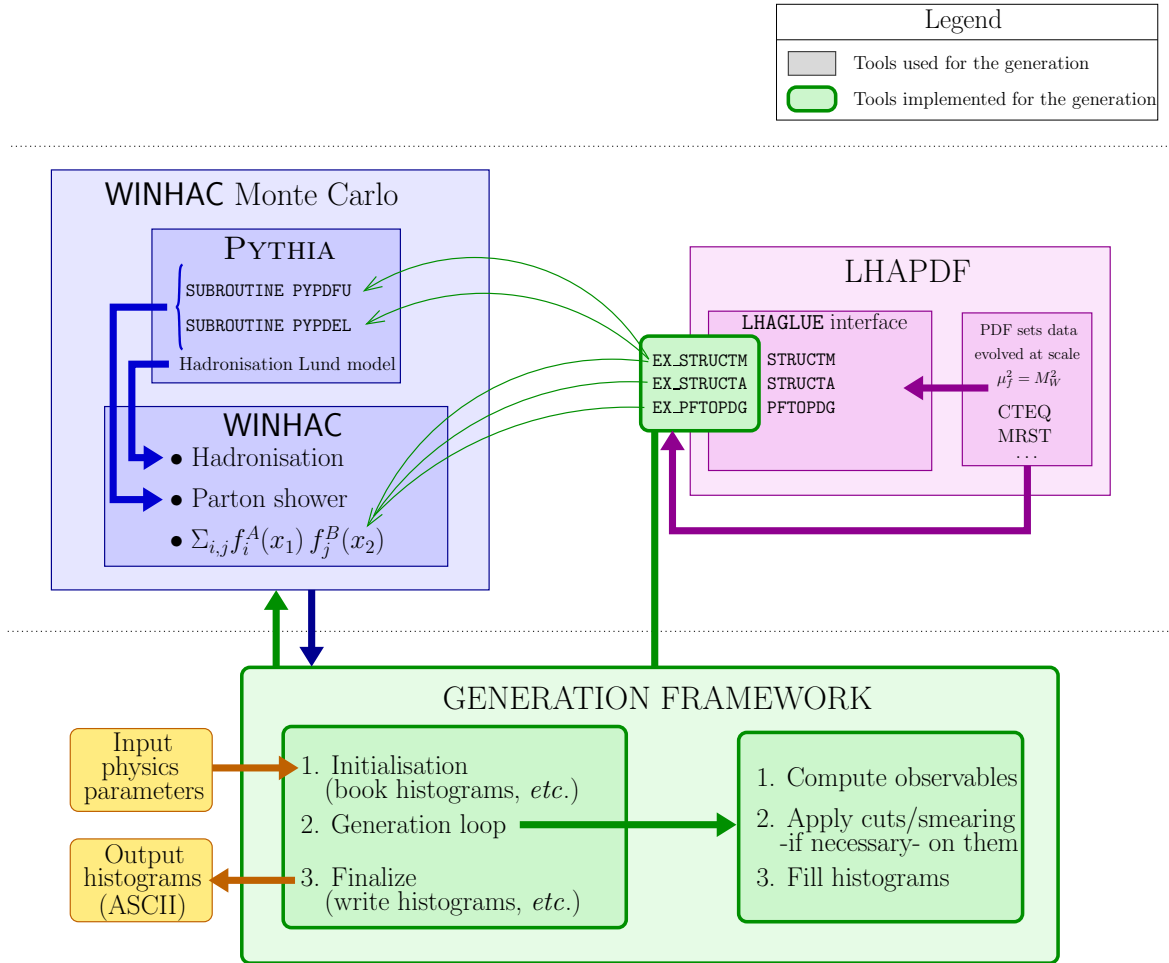 Legend
Tools used for the generation
Tools implemented for the generation
WINHAC Monte Carlo
PYTHIA
SUBROUTINE PYPDFU
SUBROUTINE PYPDEL
Hadronisation Lund model
WINHAC
• Hadronisation
• Parton shower
• Σ_{i,j} f_i^A(x_1) f_j^B(x_2)
LHAPDF
LHAGLUE interface
EX_STRUCTM STRUCTM
EX_STRUCTA STRUCTA
EX_PFTOPDG PFTOPDG
PDF sets data
evolved at scale
μ_f^2 = M_W^2
CTEQ
MRST
...
GENERATION FRAMEWORK
Input
physics
parameters
Output
histograms
(ASCII)
1. Initialisation
(book histograms, etc.)
2. Generation loop
3. Finalize
(write histograms, etc.)
1. Compute observables
2. Apply cuts/smearing
-if necessary- on them
3. Fill histograms